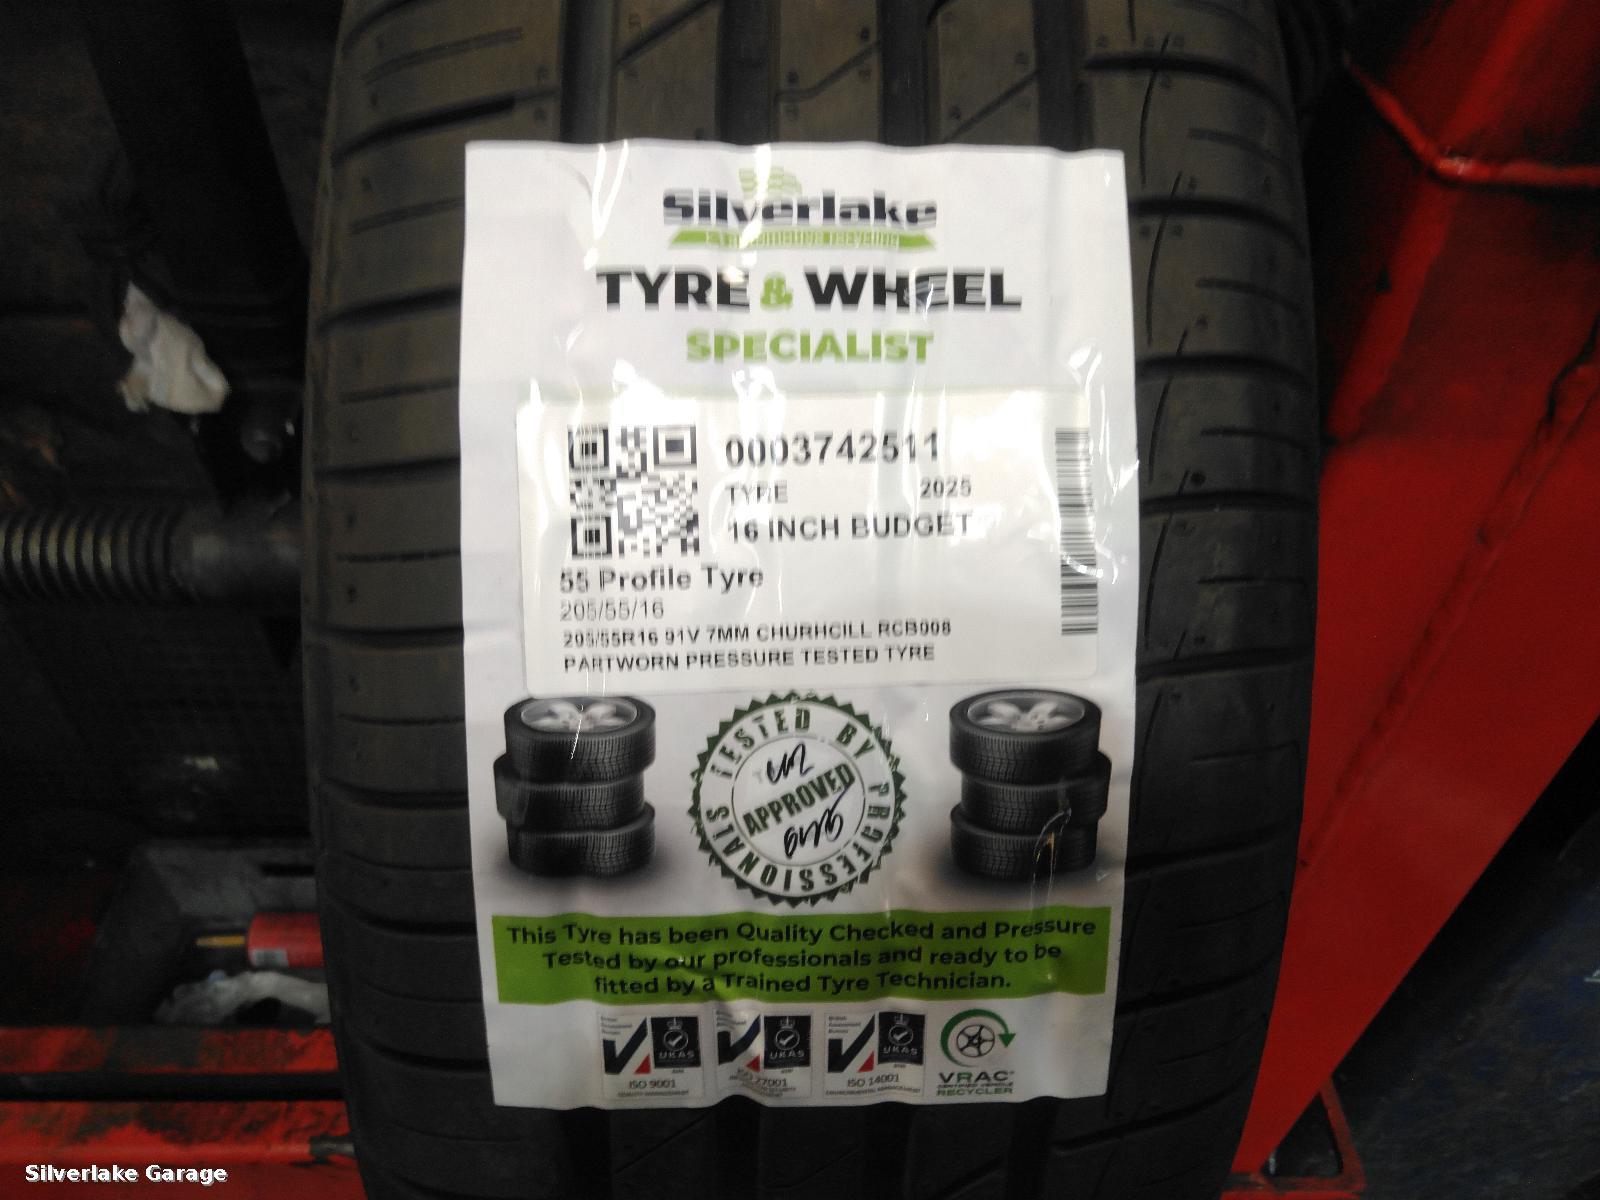 Silverlake
TYRE & WHEEL
SPECIALIST
0003742511
TYRE 2025
16 INCH BUDGET
55 Profile Tyre
205/55/16
205/55R16 91V 7MM CHURHCILL RCB008
PARTWORN PRESSURE TESTED TYRE
TESTED BY PROFESSIONALS
APPROVED
This Tyre has been Quality Checked and Pressure
Tested by our professionals and ready to be
fitted by a Trained Tyre Technician.
UKAS UKAS UKAS
ISO 9001 27001 ISO 14001
VRAC
RECYCLER
Silverlake Garage